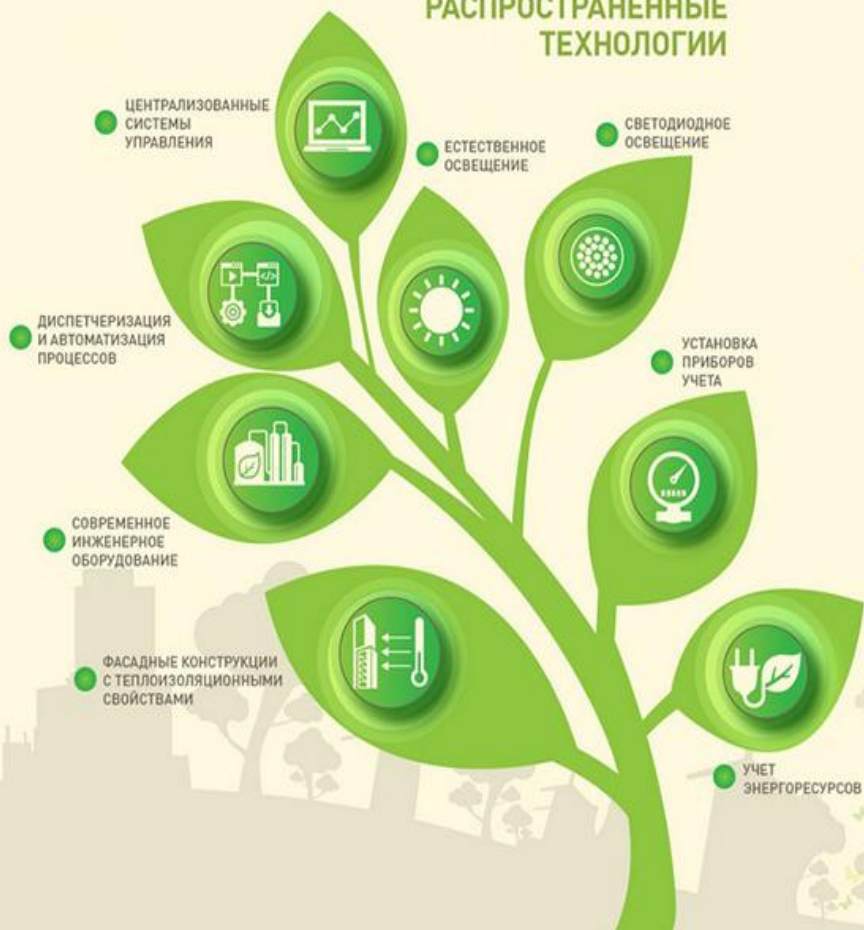 РАСПРОСТРАНЕННЫЕ
ТЕХНОЛОГИИ
ЦЕНТРАЛИЗОВАННЫЕ
СИСТЕМЫ
УПРАВЛЕНИЯ
ЕСТЕСТВЕННОЕ
ОСВЕЩЕНИЕ
СВЕТОДИОДНОЕ
ОСВЕЩЕНИЕ
ДИСПЕТЧЕРИЗАЦИЯ
И АВТОМАТИЗАЦИЯ
ПРОЦЕССОВ
УСТАНОВКА
ПРИБОРОВ
УЧЕТА
СОВРЕМЕННОЕ
ИНЖЕНЕРНОЕ
ОБОРУДОВАНИЕ
ФАСАДНЫЕ КОНСТРУКЦИИ
С ТЕПЛОИЗОЛЯЦИОННЫМИ
СВОЙСТВАМИ
УЧЕТ
ЭНЕРГОРЕСУРСОВ